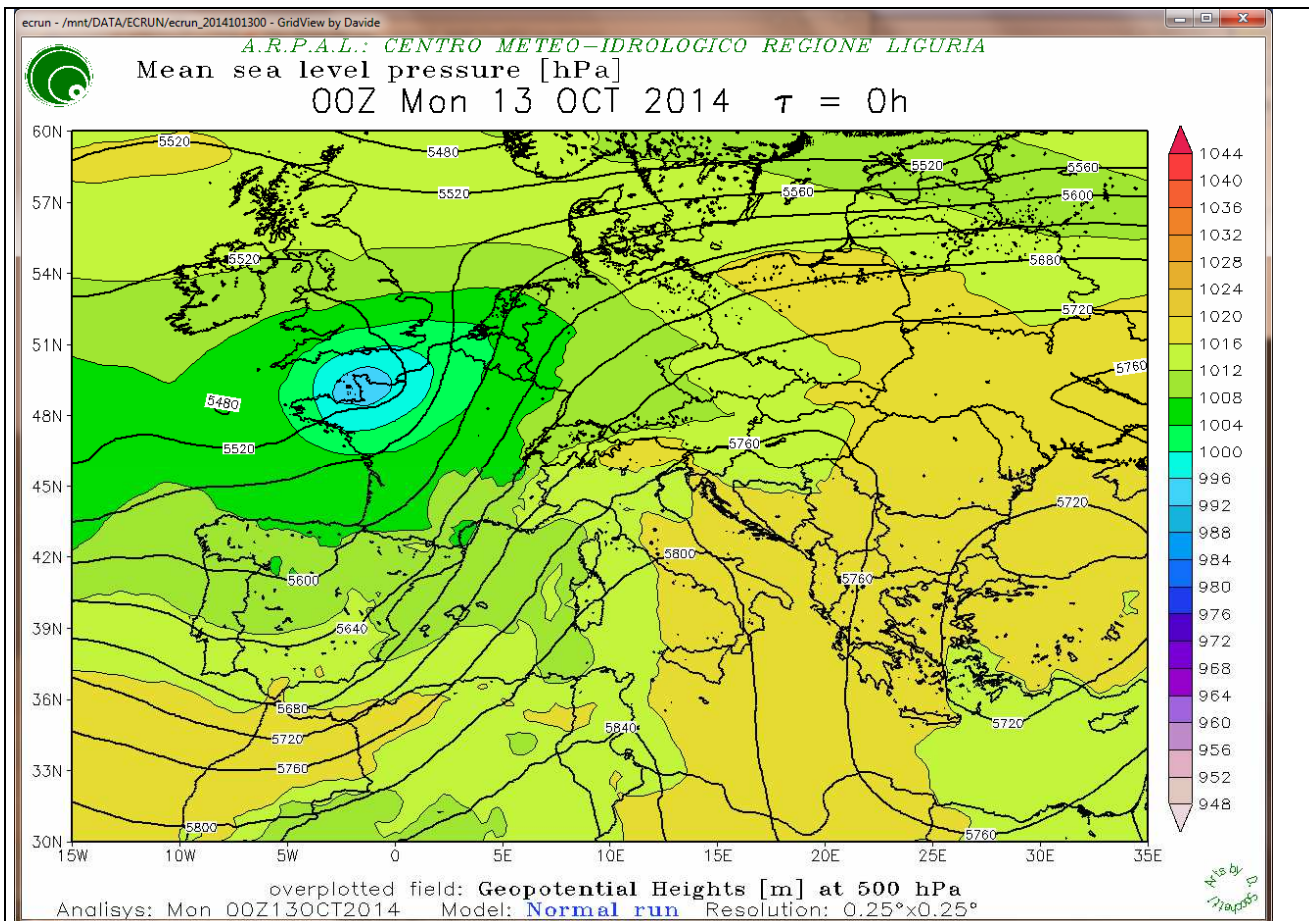 ecrun - /mnt/DATA/ECRUN/ecrun_2014101300 - GridView by Davide
A.R.P.A.L.: CENTRO METEO-IDROLOGICO REGIONE LIGURIA
Mean sea level pressure [hPa]
00Z Mon 13 OCT 2014 τ = 0h
60N
57N
54N
51N
48N
45N
42N
39N
36N
33N
30N
5520
5480
5520
5560
5520
5560
5600
5520
5680
5720
5760
5480
5520
5760
5720
5800
5600
5760
5640
5680
5720
5840
5720
5760
5800
5760
15W
10W
5W
0
5E
10E
15E
20E
25E
30E
35E
1044
1040
1036
1032
1028
1024
1020
1016
1012
1008
1004
1000
996
992
988
984
980
976
972
968
964
960
956
952
948
overplotted field: Geopotential Heights [m] at 500 hPa
Analisys: Mon 00Z13OCT2014 Model: Normal run Resolution: 0.25°x0.25°
Arts by D. Sacchetti